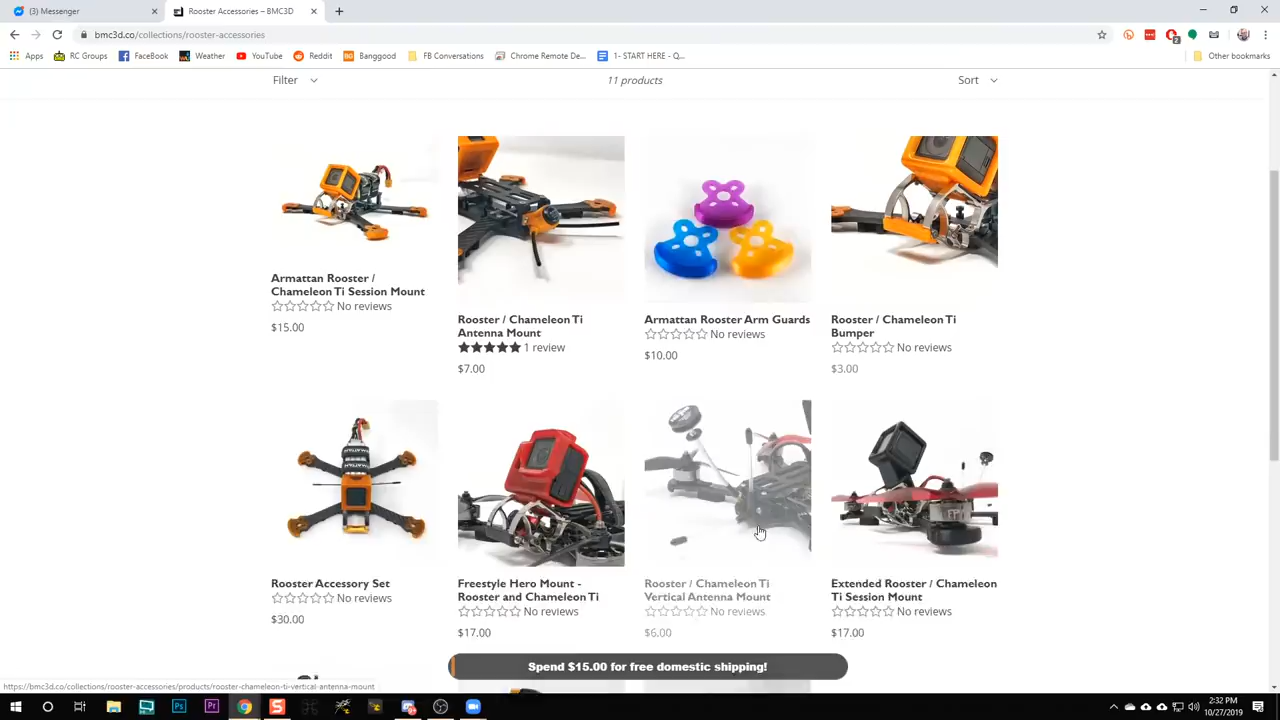 (3) Messenger
Rooster Accessories – BMC3D
bmc3d.co/collections/rooster-accessories
Apps
RC Groups
FaceBook
Weather
YouTube
Reddit
Banggood
FB Conversations
Chrome Remote De...
1- START HERE - Q...
Other bookmarks
Filter
11 products
Sort
Armattan Rooster /
Chameleon Ti Session Mount
No reviews
$15.00
Rooster / Chameleon Ti
Antenna Mount
1 review
$7.00
Armattan Rooster Arm Guards
No reviews
$10.00
Rooster / Chameleon Ti
Bumper
No reviews
$3.00
Rooster Accessory Set
No reviews
$30.00
Freestyle Hero Mount -
Rooster and Chameleon Ti
No reviews
$17.00
Rooster / Chameleon Ti
Vertical Antenna Mount
No reviews
$6.00
Extended Rooster / Chameleon
Ti Session Mount
No reviews
$17.00
Spend $15.00 for free domestic shipping!
https://bmc3d.co/collections/rooster-accessories/products/rooster-chameleon-ti-vertical-antenna-mount
2:32 PM
10/27/2019